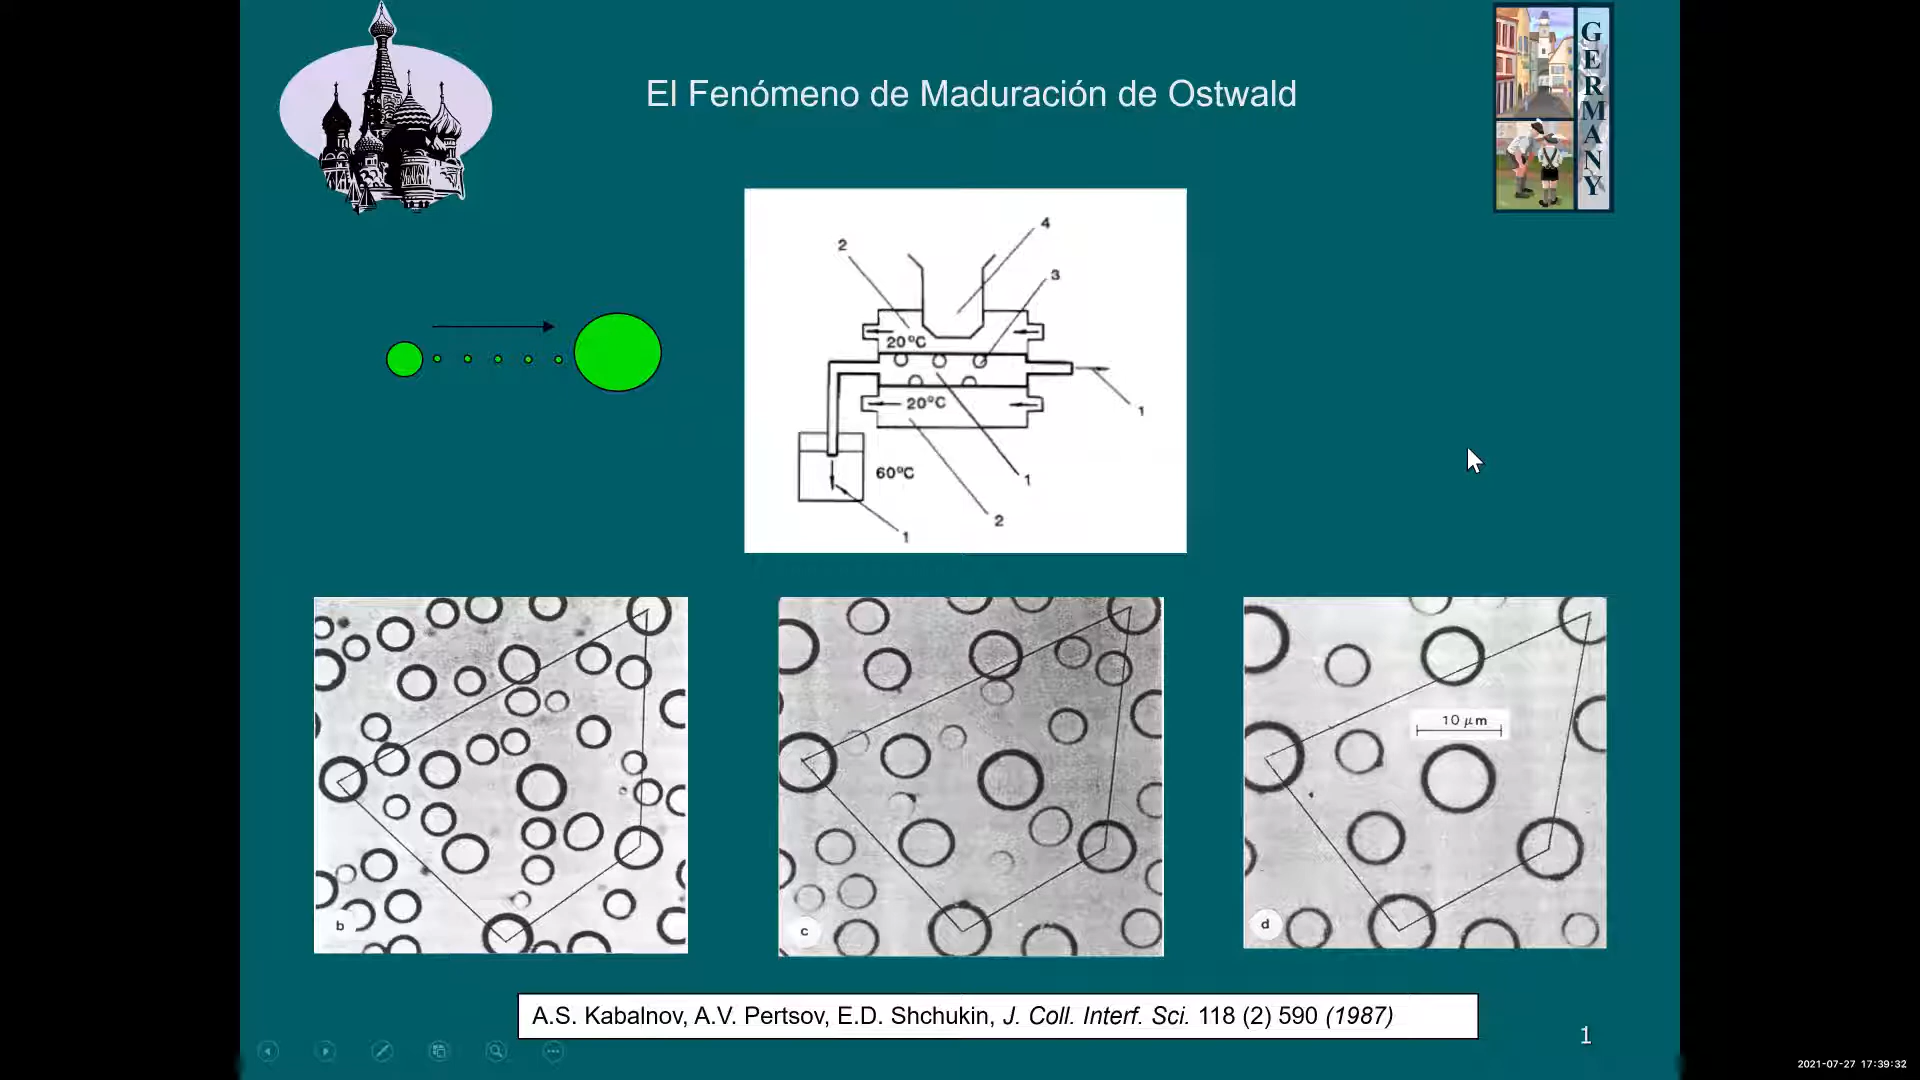 El Fenómeno de Maduración de Ostwald
GERMANY
4
2
3
20°C
20°C
1
60°C
1
2
1
10 μm
b
c
d
A.S. Kabalnov, A.V. Pertsov, E.D. Shchukin, J. Coll. Interf. Sci. 118 (2) 590 (1987)
1
2021-07-27 17:39:32